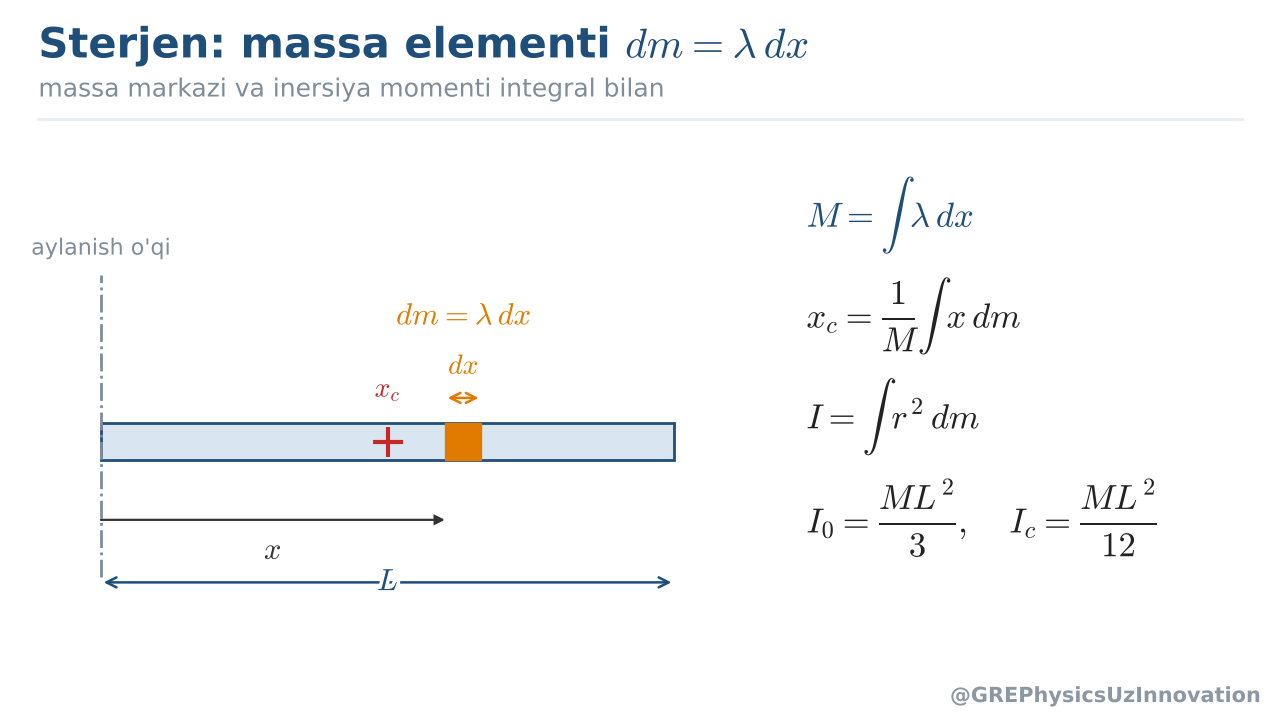 Sterjen: massa elementi dm = λ dx
massa markazi va inersiya momenti integral bilan
aylanish o'qi
dm = λ dx
dx
x_c
x
L
M = ∫ λ dx
x_c = 1/M ∫ x dm
I = ∫ r² dm
I₀ = ML²/3, I_c = ML²/12
@GREPhysicsUzInnovation